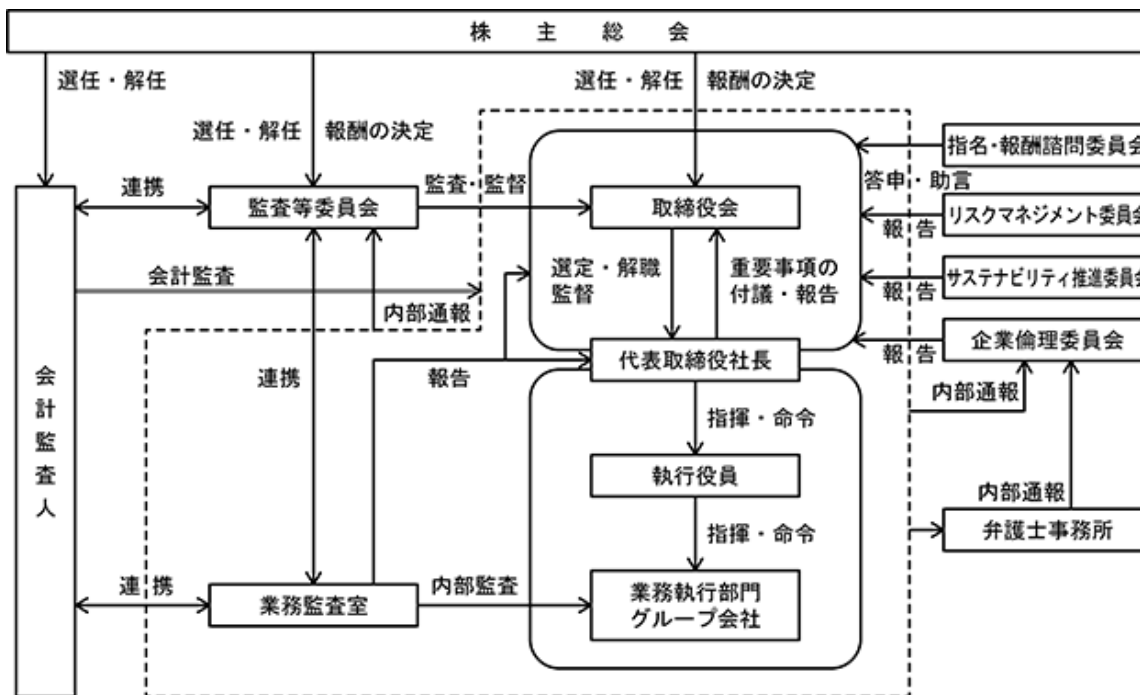 株主総会
選任・解任
選任・解任
報酬の決定
選任・解任
報酬の決定
指名・報酬諮問委員会
連携
監査等委員会
監査・監督
取締役会
答申・助言
リスクマネジメント委員会
報告
会計監査
内部通報
選定・解職
監督
重要事項の
付議・報告
サステナビリティ推進委員会
報告
企業倫理委員会
報告
連携
報告
代表取締役社長
内部通報
会計監査人
指揮・命令
執行役員
内部通報
弁護士事務所
指揮・命令
連携
業務監査室
内部監査
業務執行部門
グループ会社